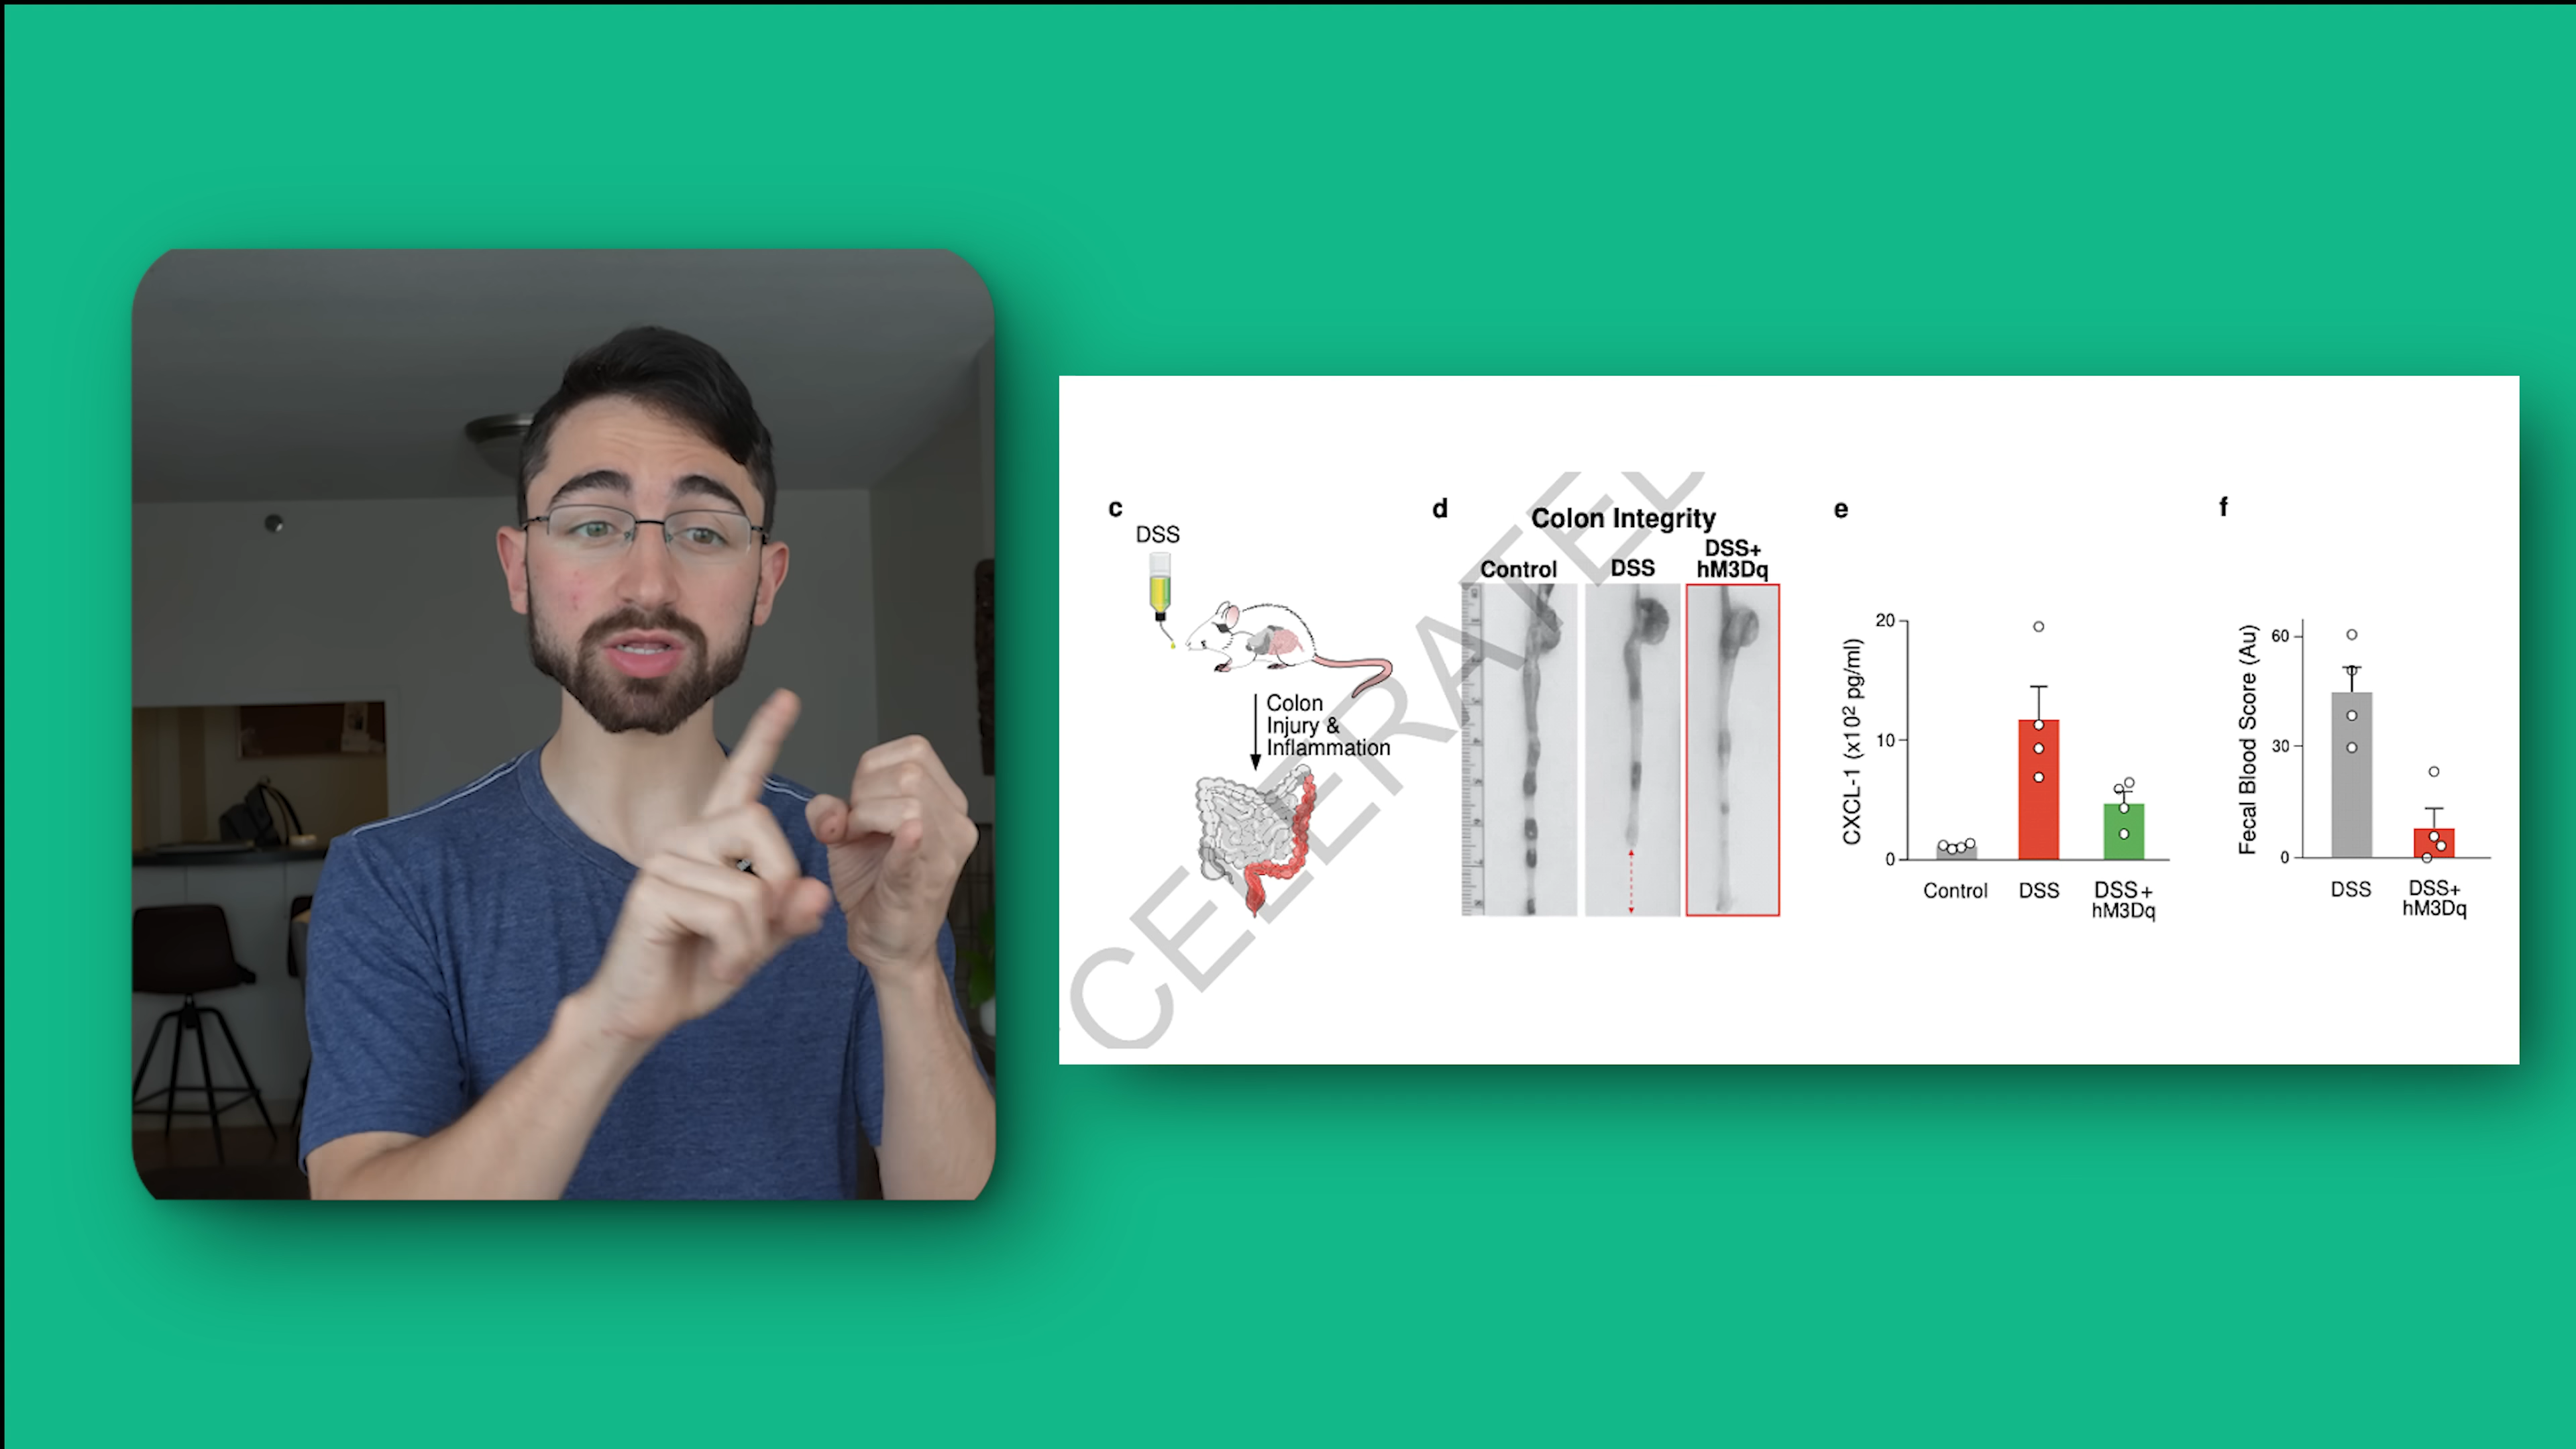 c
DSS
Colon
Injury &
Inflammation
d
Colon Integrity
Control
DSS
DSS+
hM3Dq
e
CXCL-1 (x10² pg/ml)
20
10
0
Control
DSS
DSS+
hM3Dq
f
Fecal Blood Score (Au)
60
30
0
DSS
DSS+
hM3Dq
CELERATE